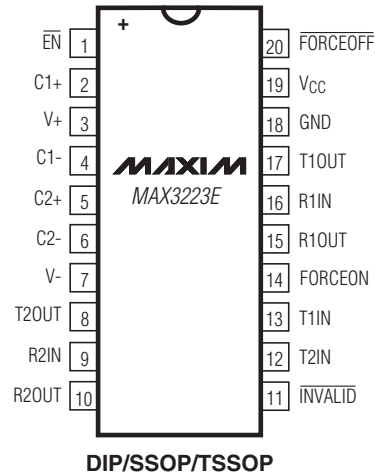 +
EN 1 20 FORCEOFF
C1+ 2 19 VCC
V+ 3 18 GND
C1- 4 MAXIM 17 T1OUT
C2+ 5 MAX3223E 16 R1IN
C2- 6 15 R1OUT
V- 7 14 FORCEON
T2OUT 8 13 T1IN
R2IN 9 12 T2IN
R2OUT 10 11 INVALID
DIP/SSOP/TSSOP